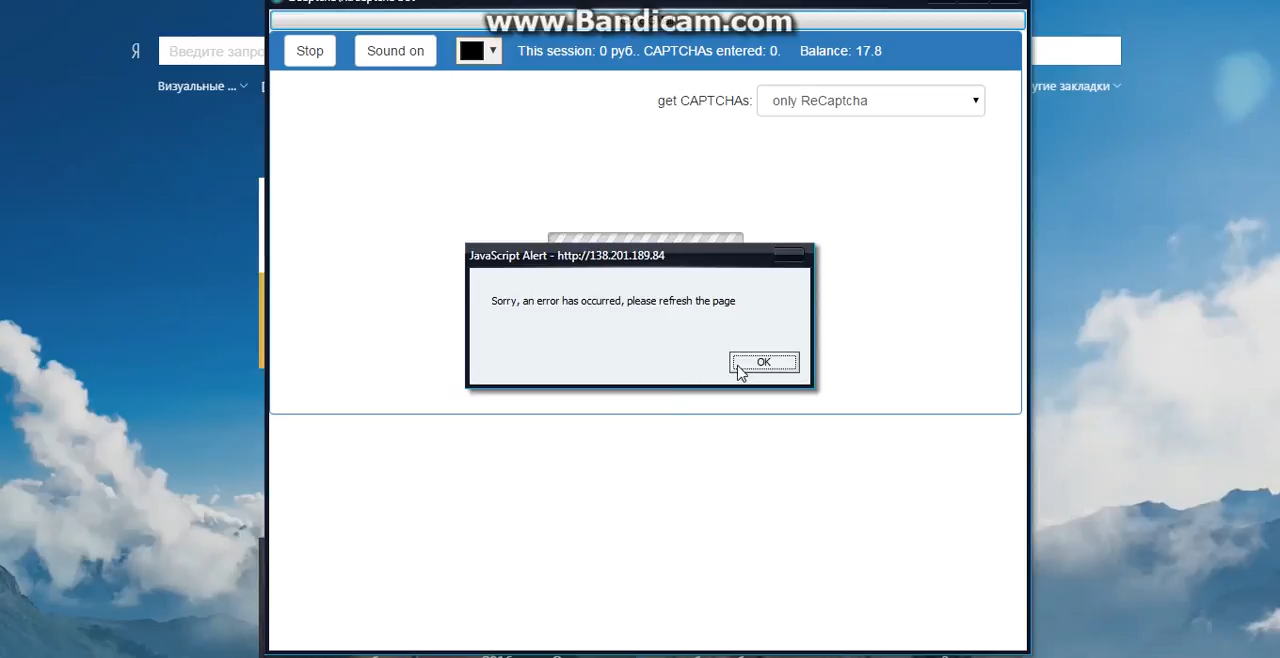 www.Bandicam.com
Я
Введите запро
Stop
Sound on
This session: 0 руб.. CAPTCHAs entered: 0.
Balance: 17.8
Визуальные ...
угие закладки
get CAPTCHAs:
only ReCaptcha
JavaScript Alert - http://138.201.189.84
Sorry, an error has occurred, please refresh the page
OK